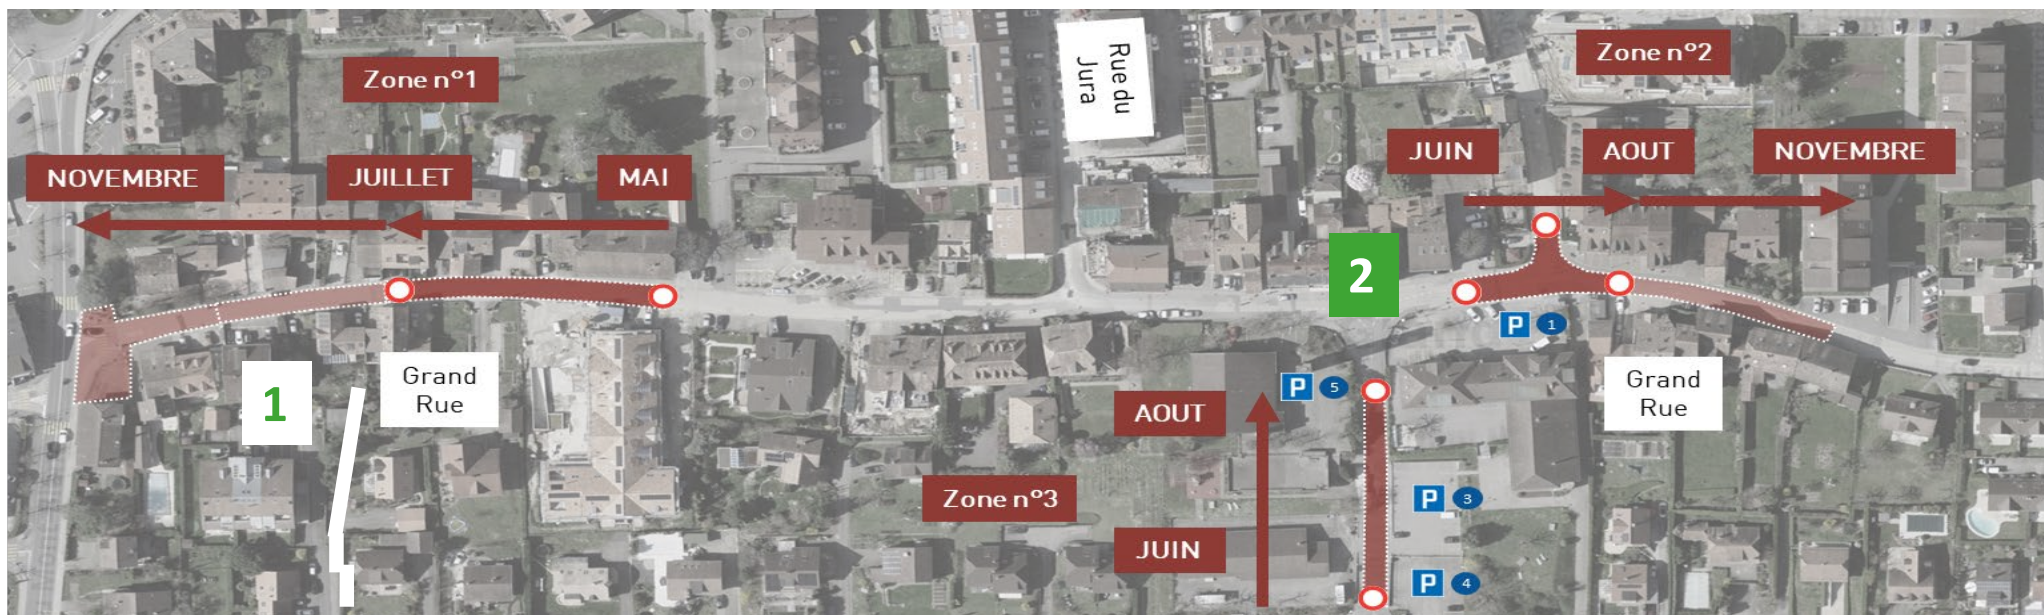 Zone n°1
Rue du
Jura
Zone n°2
NOVEMBRE
JUILLET
MAI
JUIN
AOUT
NOVEMBRE
2
P 1
1
Grand
Rue
P 5
AOUT
Grand
Rue
Zone n°3
P 3
JUIN
P 4